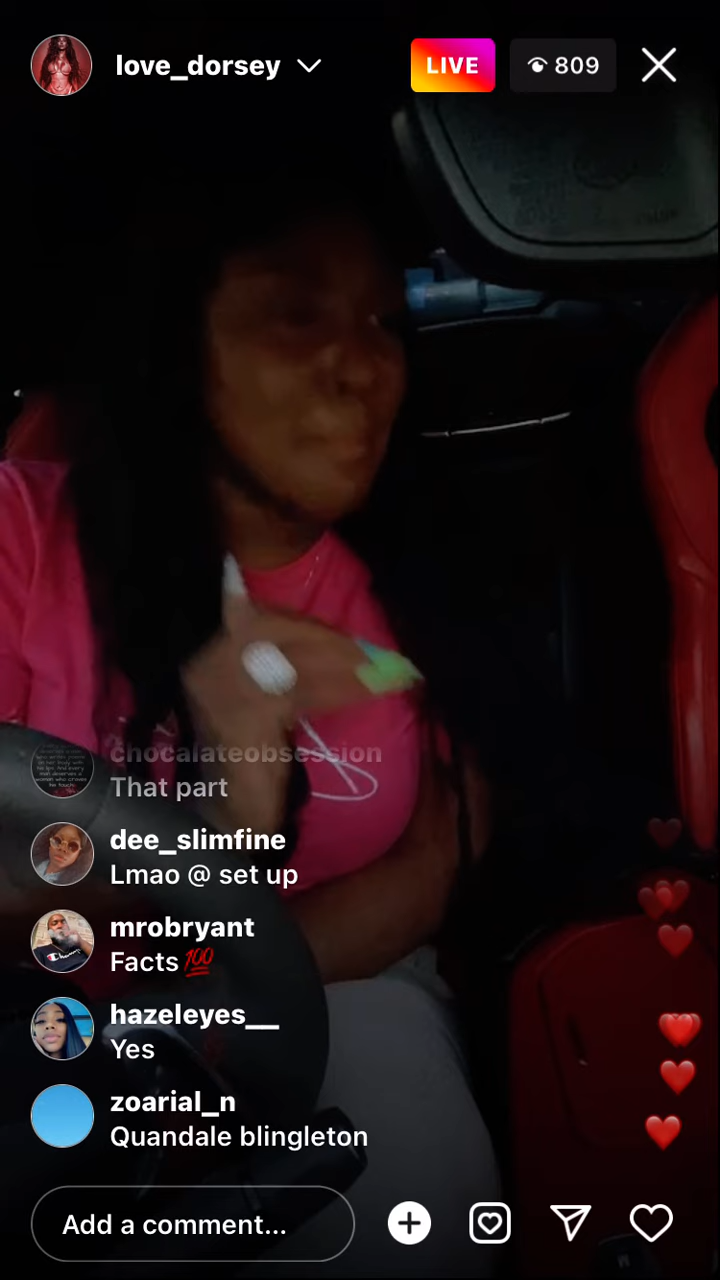 love_dorsey
LIVE
809
chocalateobsession
That part
dee_slimfine
Lmao @ set up
mrobryant
Facts 💯
hazeleyes__
Yes
zoarial_n
Quandale blingleton
Add a comment...